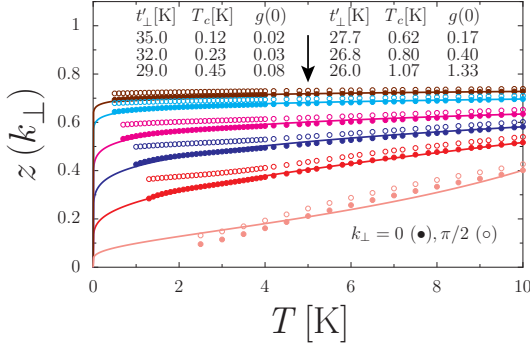 t′⊥[K] Tc[K] g(0) t′⊥[K] Tc[K] g(0)
35.0 0.12 0.02 27.7 0.62 0.17
32.0 0.23 0.03 26.8 0.80 0.40
29.0 0.45 0.08 26.0 1.07 1.33
1
0.8
0.6
0.4
0.2
0
z(k⊥)
k⊥=0 (●),π/2 (○)
0 2 4 6 8 10
T[K]